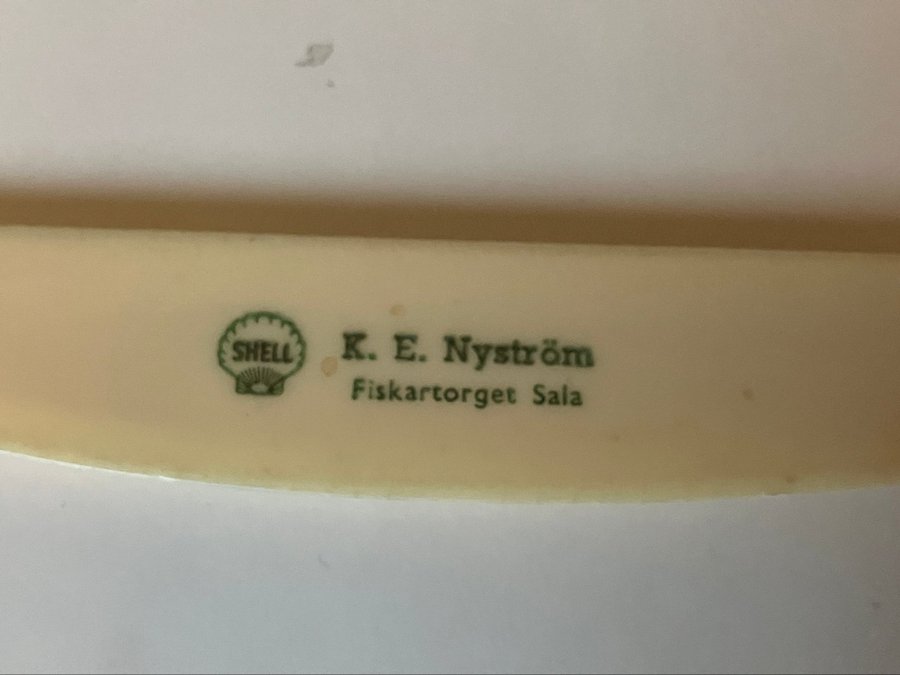 SHELL
K. E. Nyström
Fiskartorget Sala